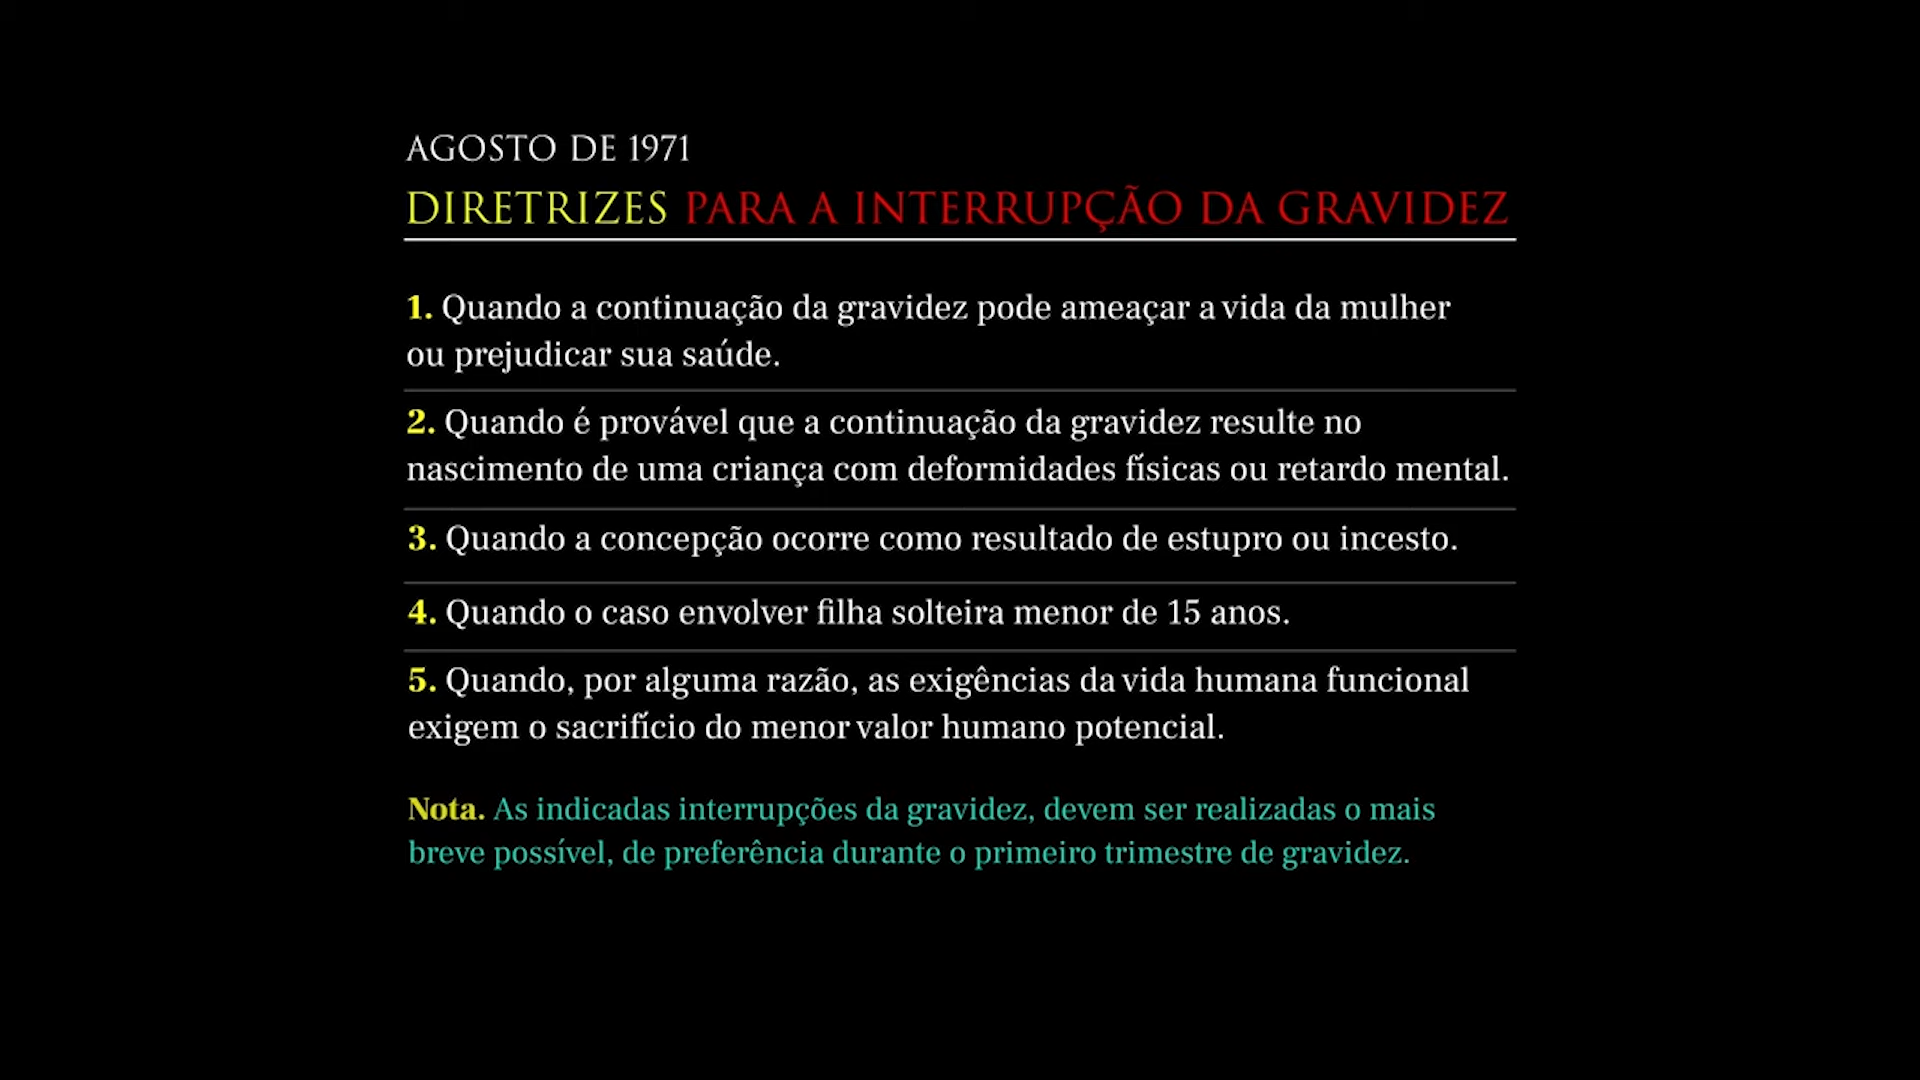 AGOSTO DE 1971
DIRETRIZES PARA A INTERRUPÇÃO DA GRAVIDEZ
1. Quando a continuação da gravidez pode ameaçar a vida da mulher
ou prejudicar sua saúde.
2. Quando é provável que a continuação da gravidez resulte no
nascimento de uma criança com deformidades físicas ou retardo mental.
3. Quando a concepção ocorre como resultado de estupro ou incesto.
4. Quando o caso envolver filha solteira menor de 15 anos.
5. Quando, por alguma razão, as exigências da vida humana funcional
exigem o sacrifício do menor valor humano potencial.
Nota. As indicadas interrupções da gravidez, devem ser realizadas o mais
breve possível, de preferência durante o primeiro trimestre de gravidez.